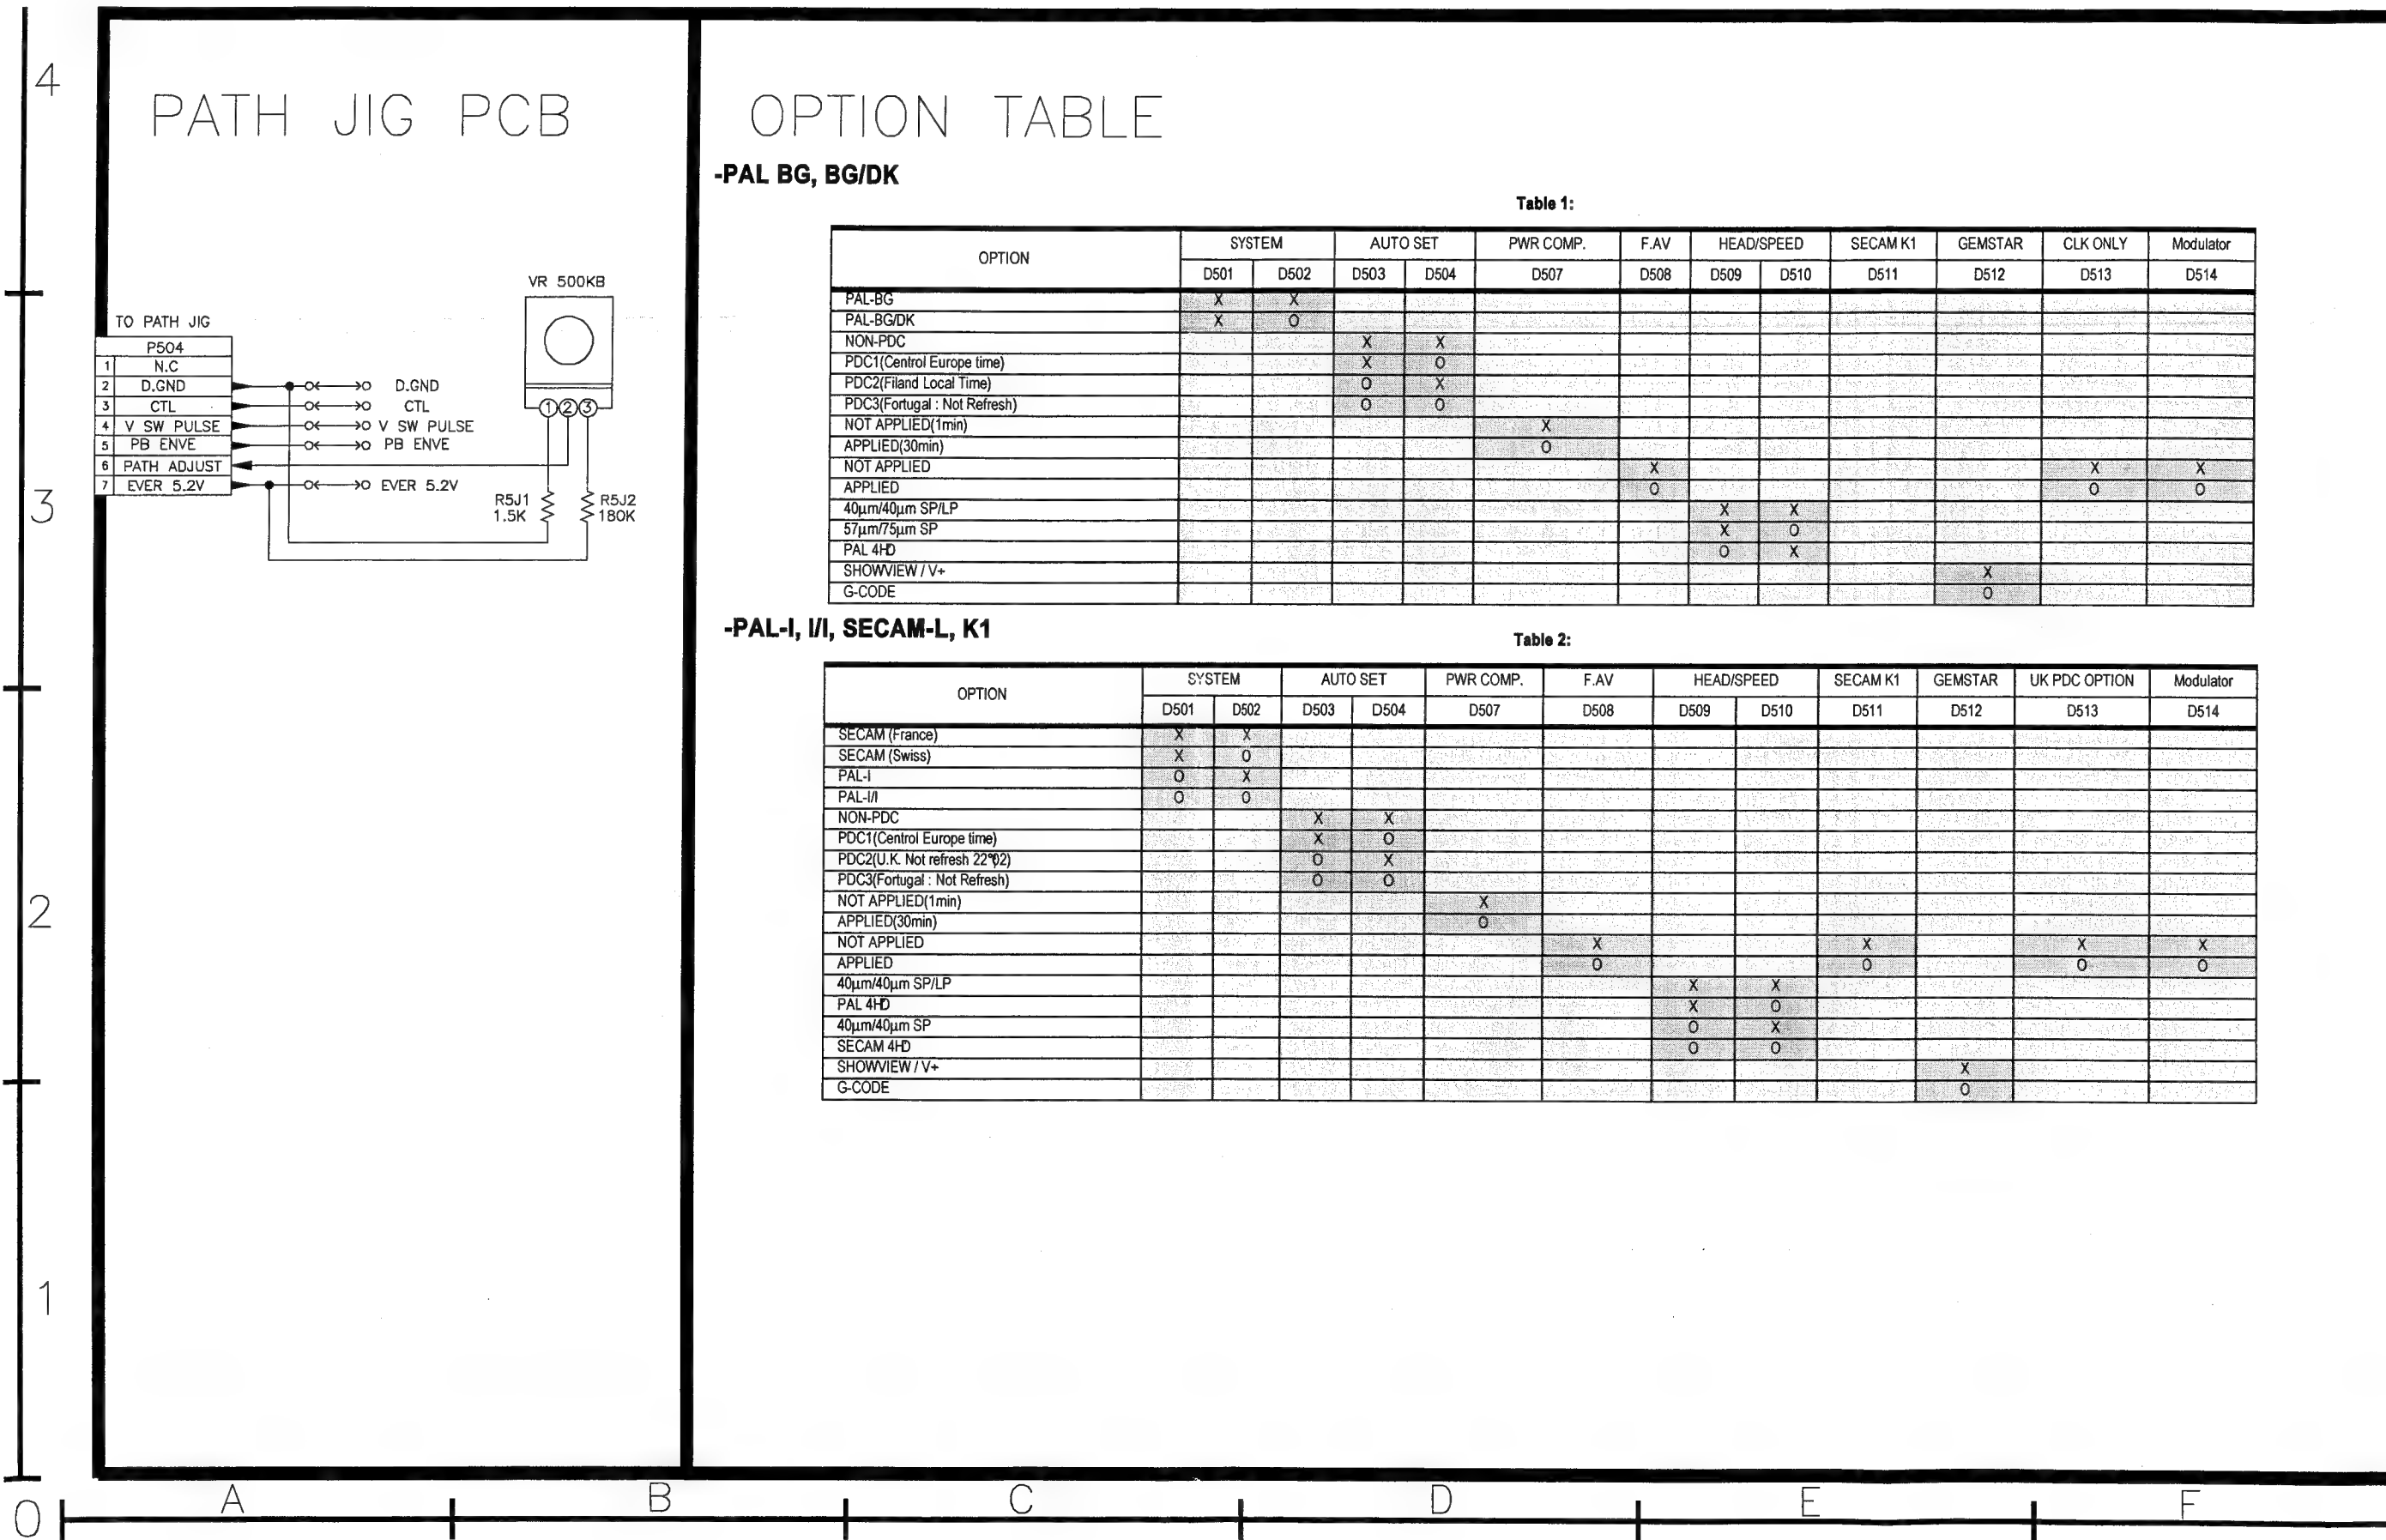 4
3
2
1
0
A B C D E F
PATH JIG PCB
VR 500KB
TO PATH JIG
P504
1 N.C
2 D.GND D.GND
3 CTL CTL
4 V SW PULSE V SW PULSE
5 PB ENVE PB ENVE
6 PATH ADJUST
7 EVER 5.2V EVER 5.2V
1 2 3
R5J1
1.5K
R5J2
180K
OPTION TABLE
-PAL BG, BG/DK
Table 1:
OPTION SYSTEM AUTO SET PWR COMP. F.AV HEAD/SPEED SECAM K1 GEMSTAR CLK ONLY Modulator
D501 D502 D503 D504 D507 D508 D509 D510 D511 D512 D513 D514
PAL-BG X X
PAL-BG/DK X O
NON-PDC X X
PDC1(Centrol Europe time) X O
PDC2(Filand Local Time) O X
PDC3(Fortugal : Not Refresh) O O
NOT APPLIED(1min) X
APPLIED(30min) O
NOT APPLIED X X X
APPLIED O O O
40µm/40µm SP/LP X X
57µm/75µm SP X O
PAL 4HD O X
SHOWVIEW / V+ X
G-CODE O
-PAL-I, I/I, SECAM-L, K1
Table 2:
OPTION SYSTEM AUTO SET PWR COMP. F.AV HEAD/SPEED SECAM K1 GEMSTAR UK PDC OPTION Modulator
D501 D502 D503 D504 D507 D508 D509 D510 D511 D512 D513 D514
SECAM (France) X X
SECAM (Swiss) X O
PAL-I O X
PAL-I/I O O
NON-PDC X X
PDC1(Centrol Europe time) X O
PDC2(U.K. Not refresh 22°02) O X
PDC3(Fortugal : Not Refresh) O O
NOT APPLIED(1min) X
APPLIED(30min) O
NOT APPLIED X X X X
APPLIED O O O O
40µm/40µm SP/LP X X
PAL 4HD X O
40µm/40µm SP O X
SECAM 4HD O O
SHOWVIEW / V+ X
G-CODE O